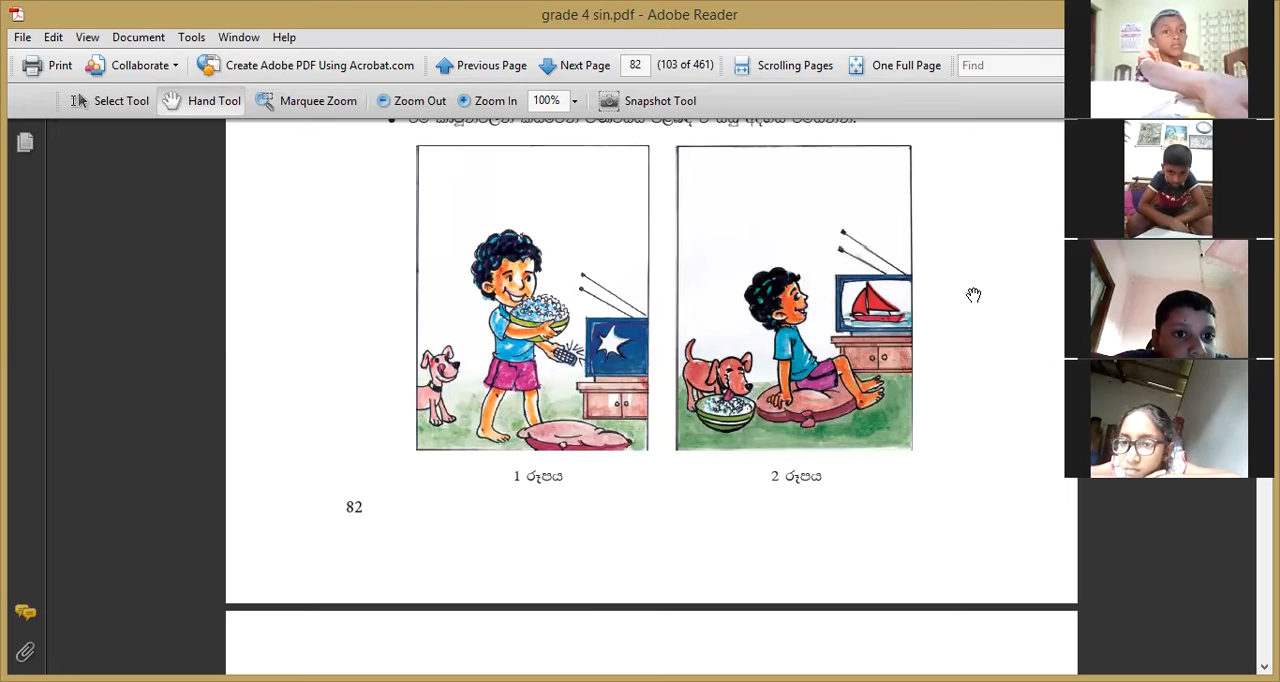 grade 4 sin.pdf - Adobe Reader
File Edit View Document Tools Window Help
Print Collaborate Create Adobe PDF Using Acrobat.com Previous Page Next Page 82 (103 of 461) Scrolling Pages One Full Page Find
Select Tool Hand Tool Marquee Zoom Zoom Out Zoom In 100% Snapshot Tool
1 රූපය
2 රූපය
82